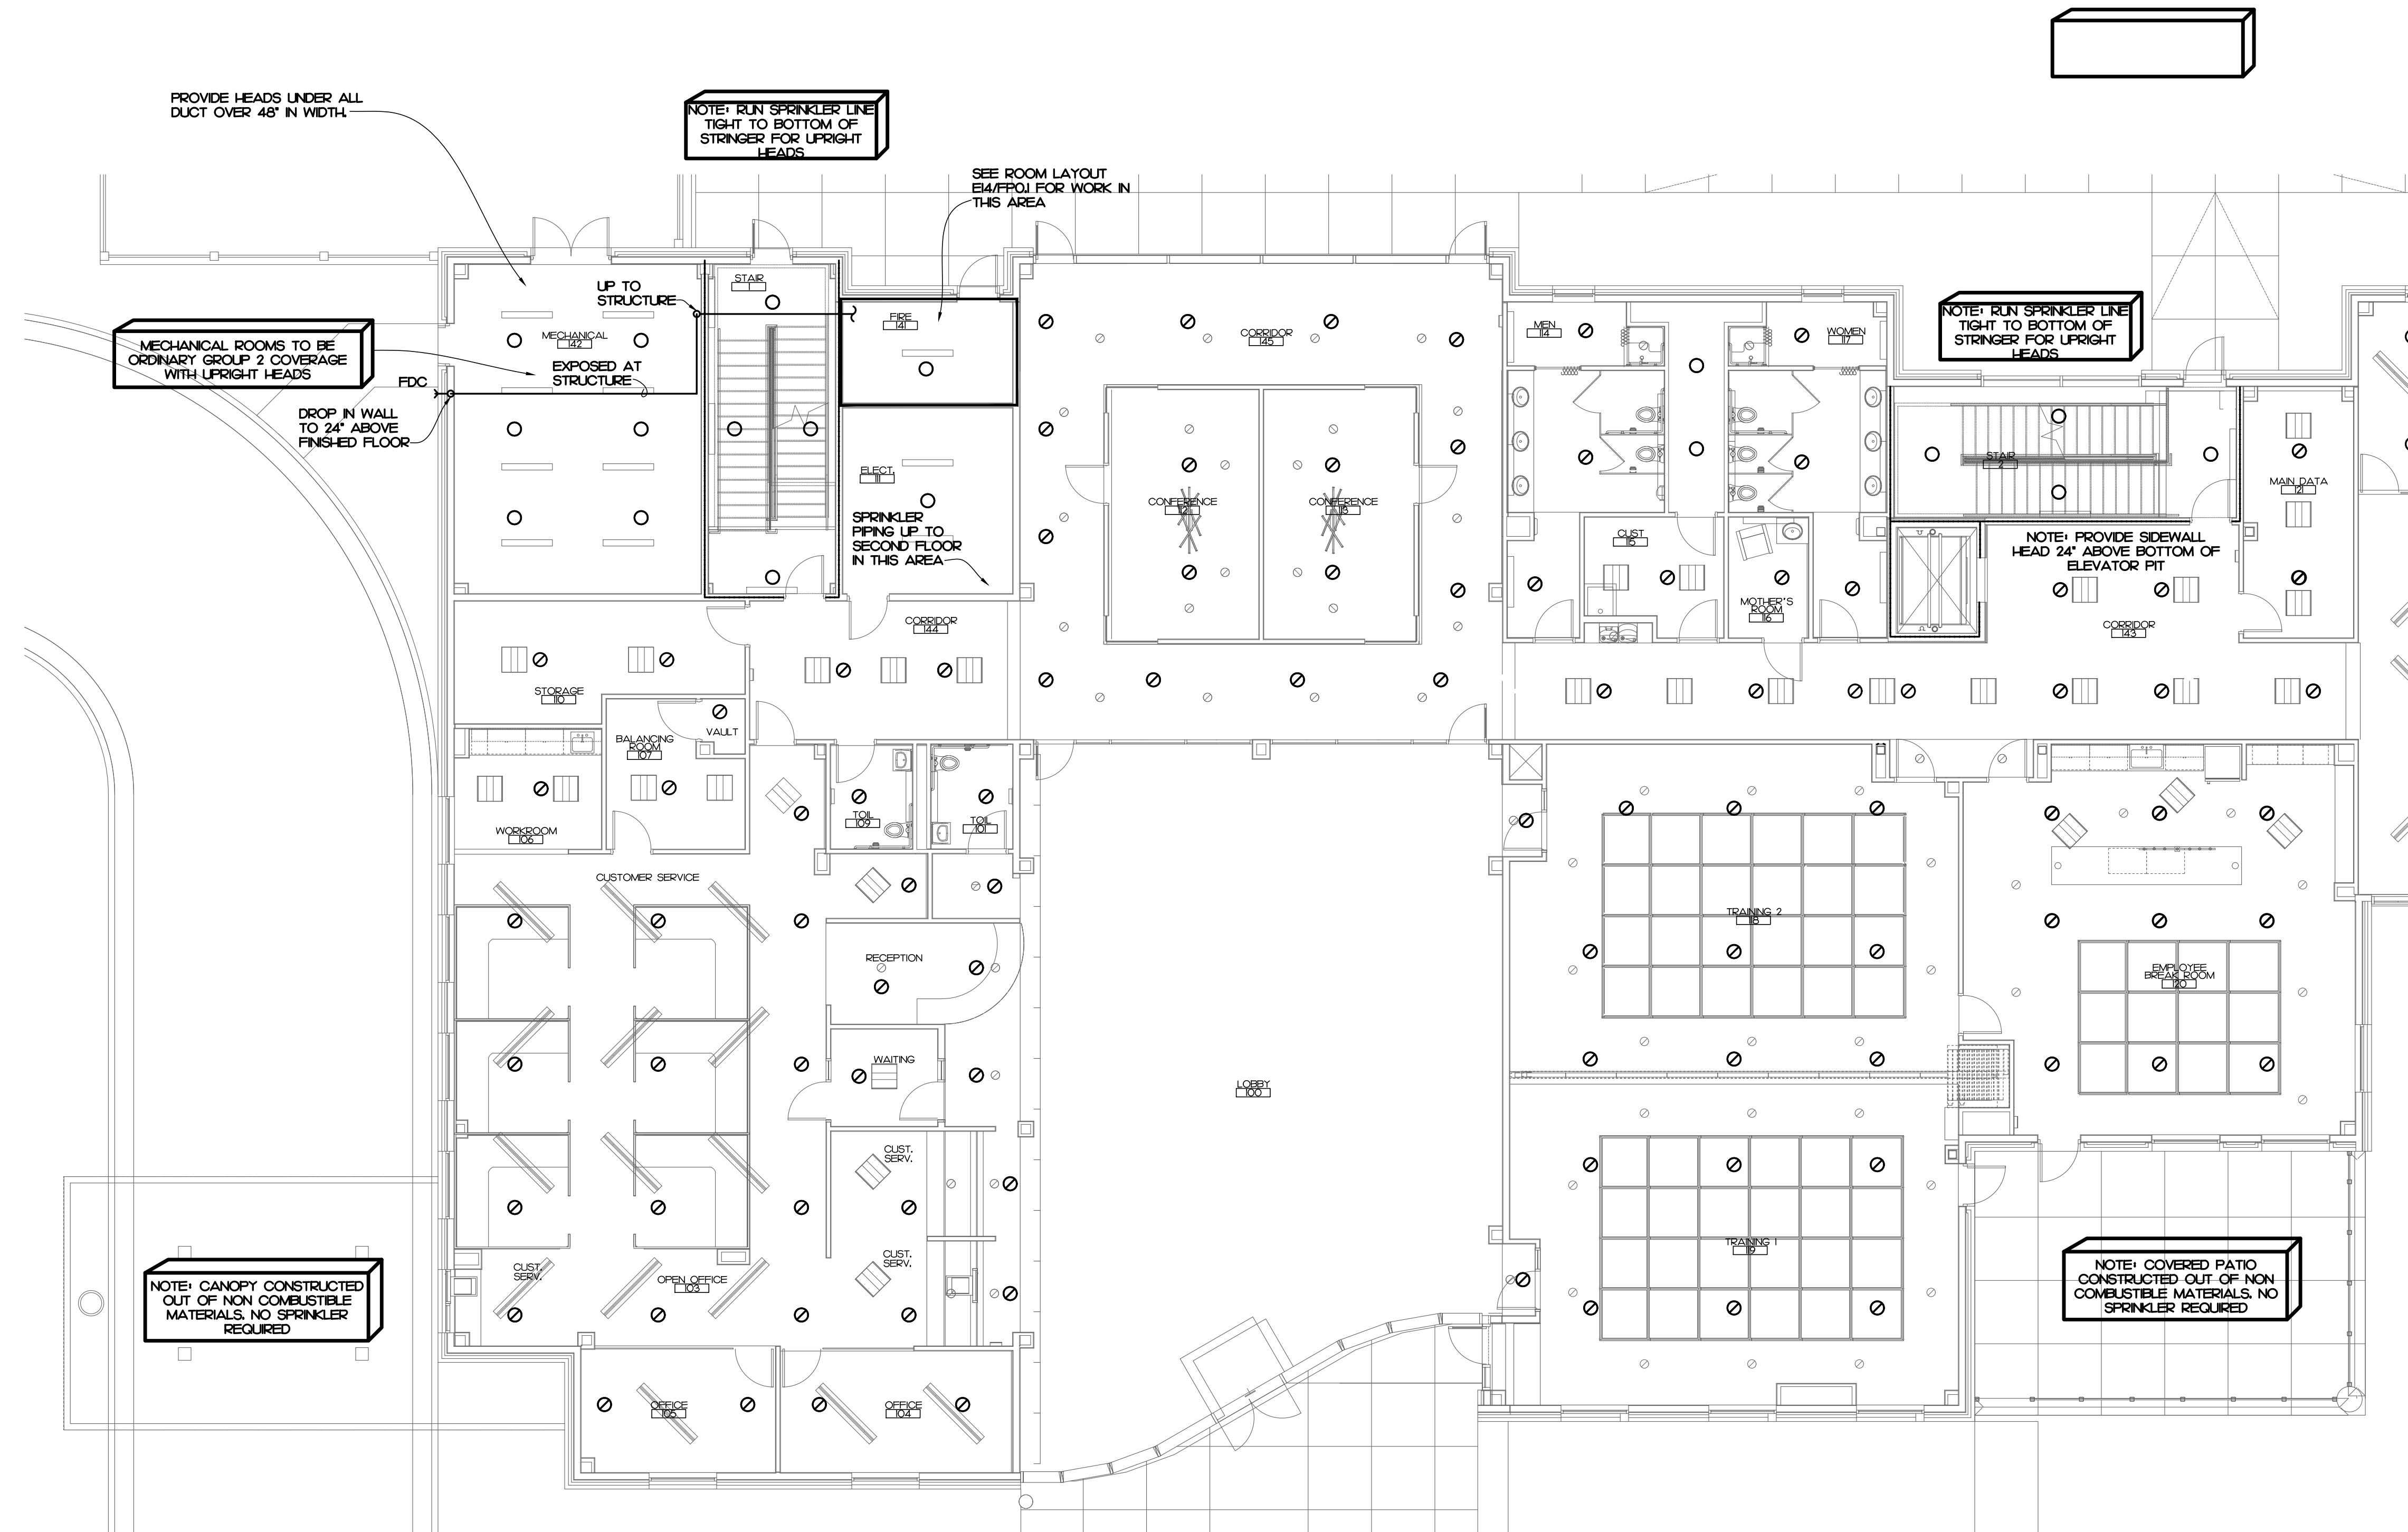 PROVIDE HEADS UNDER ALL
DUCT OVER 48" IN WIDTH.
NOTE: RUN SPRINKLER LINE
TIGHT TO BOTTOM OF
STRINGER FOR UPRIGHT
HEADS
SEE ROOM LAYOUT
E14/FP0.1 FOR WORK IN
THIS AREA
STAIR
1
UP TO
STRUCTURE
FIRE
141
MECHANICAL
142
MECHANICAL ROOMS TO BE
ORDINARY GROUP 2 COVERAGE
WITH UPRIGHT HEADS
EXPOSED AT
STRUCTURE
FDC
DROP IN WALL
TO 24" ABOVE
FINISHED FLOOR
ELECT.
111
SPRINKLER
PIPING UP TO
SECOND FLOOR
IN THIS AREA
CORRIDOR
145
CONFERENCE
112
CONFERENCE
113
MEN
114
WOMEN
117
NOTE: RUN SPRINKLER LINE
TIGHT TO BOTTOM OF
STRINGER FOR UPRIGHT
HEADS
STAIR
2
MAIN DATA
121
NOTE: PROVIDE SIDEWALL
HEAD 24" ABOVE BOTTOM OF
ELEVATOR PIT
CUST
115
MOTHER'S
ROOM
116
CORRIDOR
143
CORRIDOR
144
STORAGE
110
VAULT
BALANCING
ROOM
107
WORKROOM
106
TOIL
109
TOIL
101
CUSTOMER SERVICE
RECEPTION
WAITING
LOBBY
100
TRAINING 2
118
EMPLOYEE
BREAK ROOM
120
CUST.
SERV.
CUST.
SERV.
CUST.
SERV.
OPEN OFFICE
103
TRAINING 1
119
NOTE: CANOPY CONSTRUCTED
OUT OF NON COMBUSTIBLE
MATERIALS. NO SPRINKLER
REQUIRED
NOTE: COVERED PATIO
CONSTRUCTED OUT OF NON
COMBUSTIBLE MATERIALS. NO
SPRINKLER REQUIRED
OFFICE
105
OFFICE
104